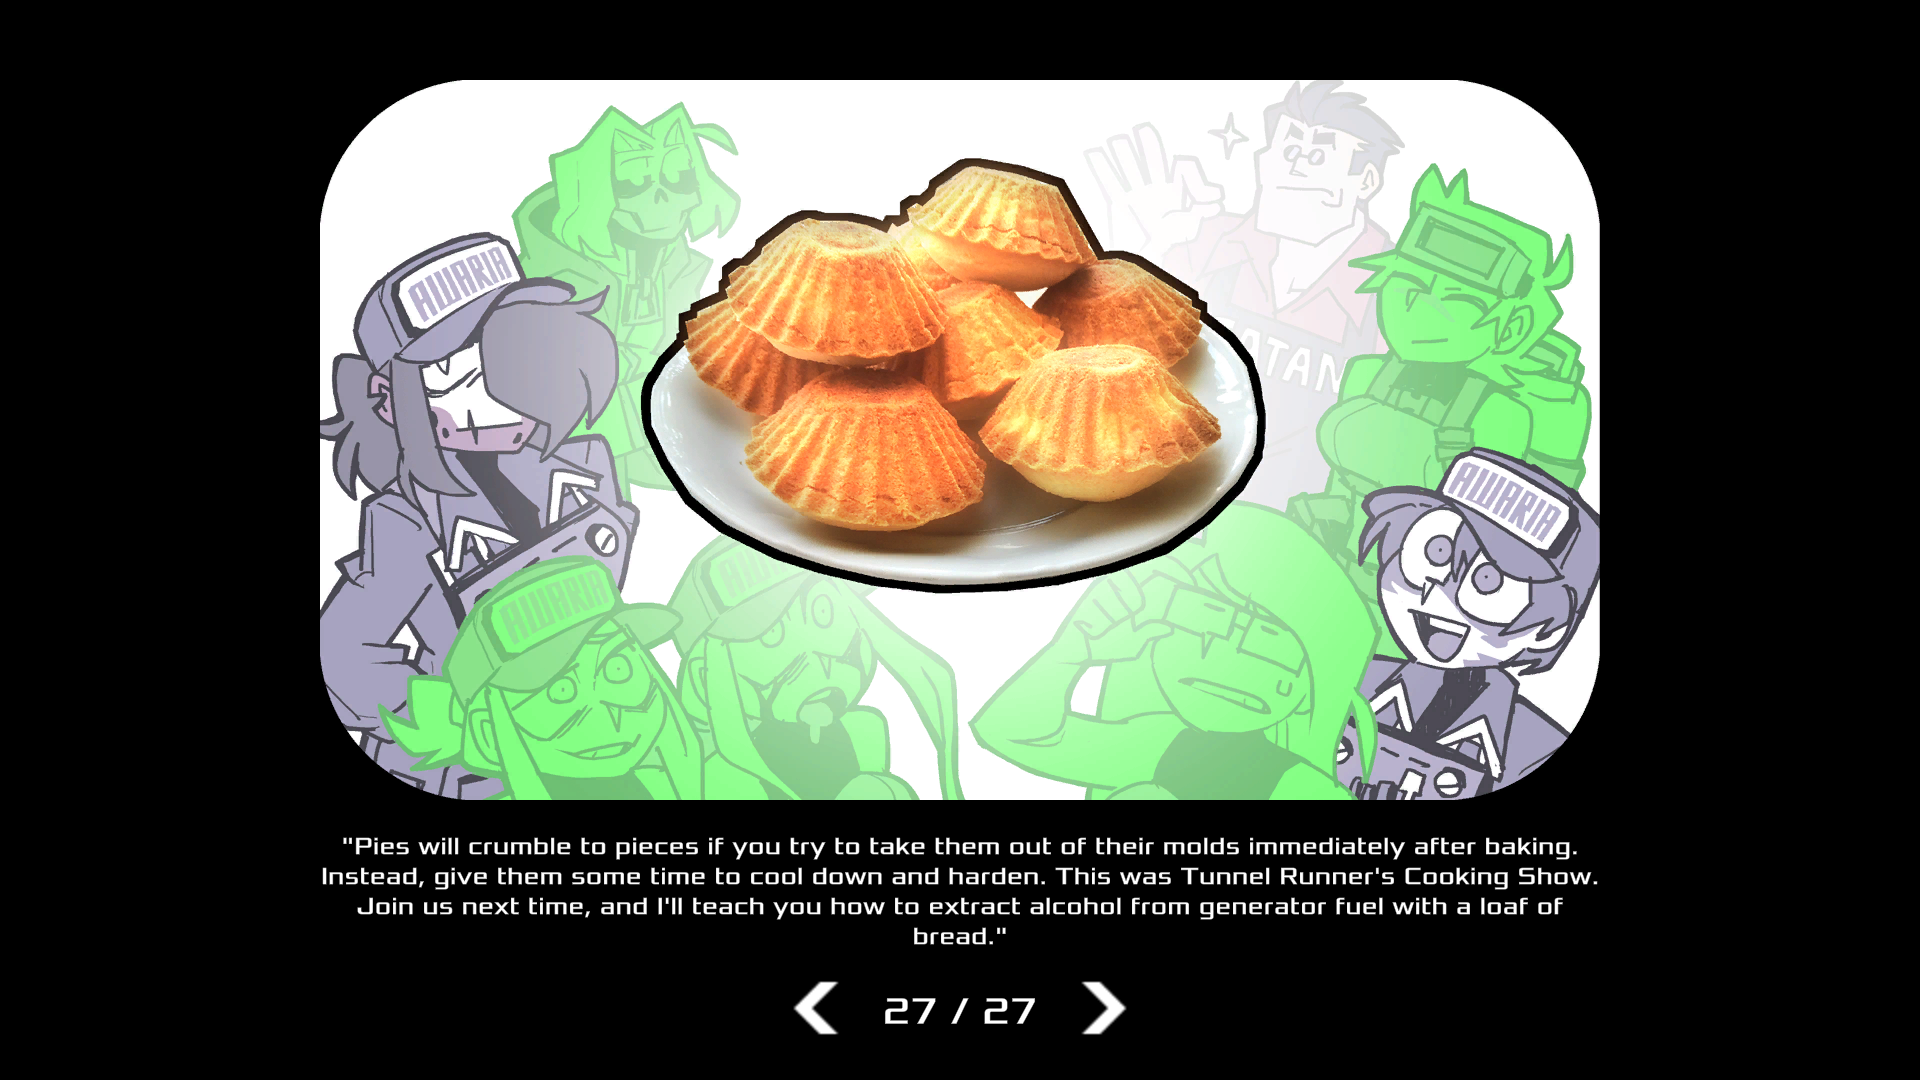 AWARIA
ATAN
AWARIA
AWARIA
"Pies will crumble to pieces if you try to take them out of their molds immediately after baking.
Instead, give them some time to cool down and harden. This was Tunnel Runner's Cooking Show.
Join us next time, and I'll teach you how to extract alcohol from generator fuel with a loaf of
bread."
27 / 27